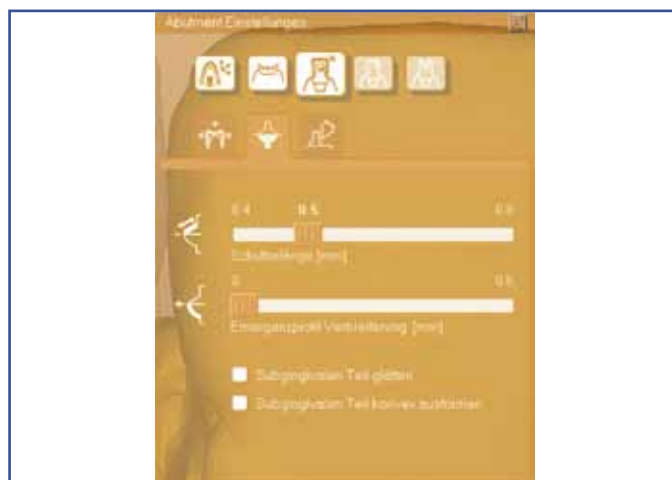 Abutment Einstellungen
0.4 0.5 0.8
Schulterlänge [mm]
0 0.5
Emergenzprofil Verbreiterung [mm]
Subgingivalen Teil glätten
Subgingivalen Teil konvex ausformen